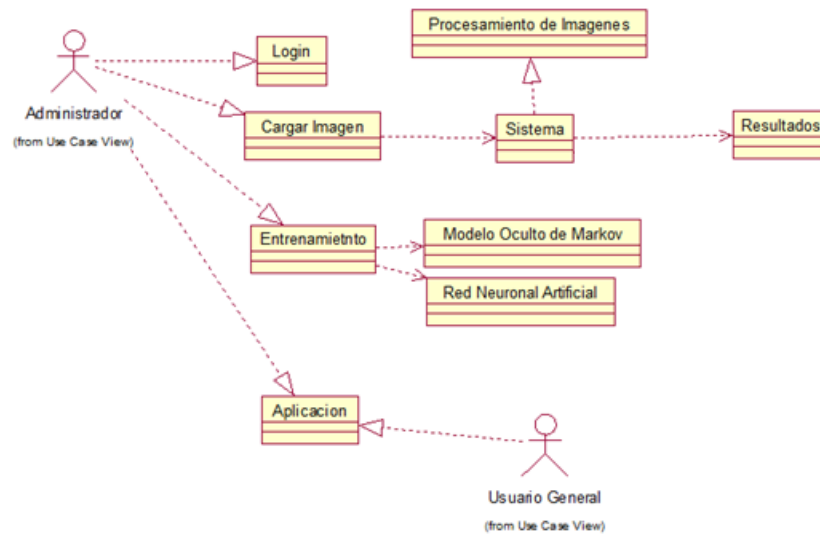 Procesamiento de Imagenes
Login
Administrador
(from Use Case View)
Cargar Imagen
Sistema
Resultados
Entrenamietnto
Modelo Oculto de Markov
Red Neuronal Artificial
Aplicacion
Usuario General
(from Use Case View)